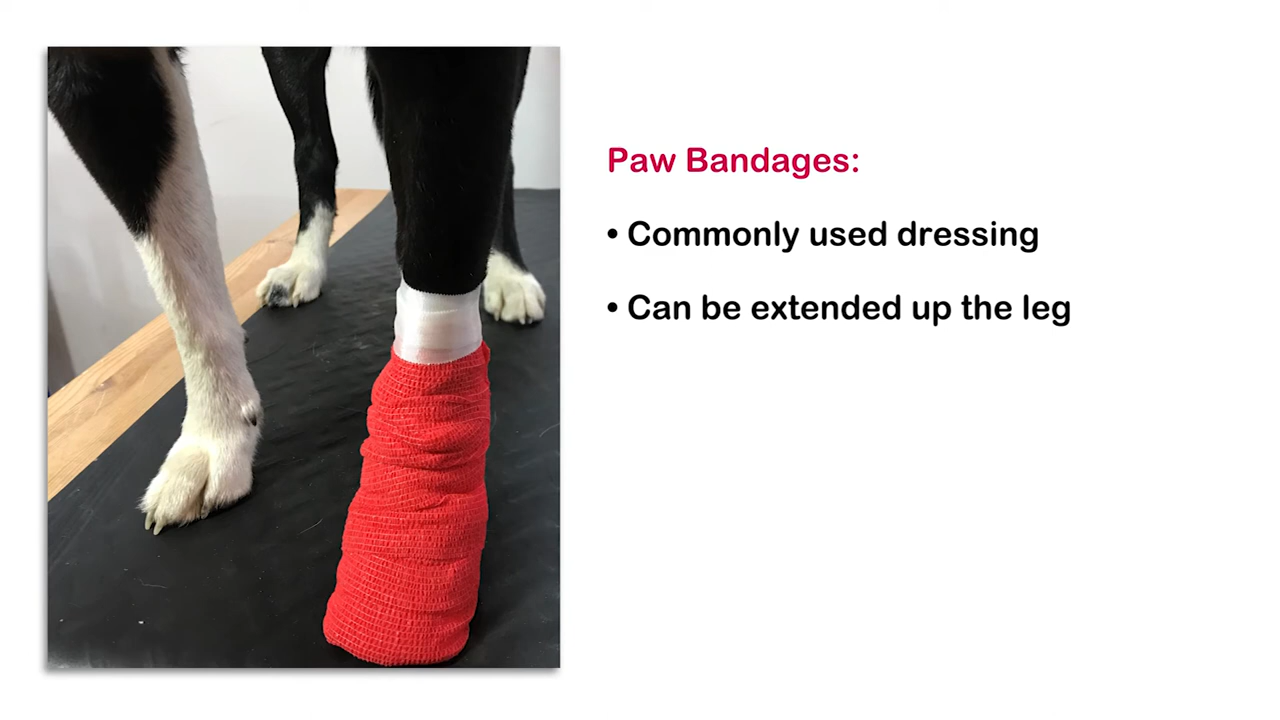 Paw Bandages:
• Commonly used dressing
• Can be extended up the leg